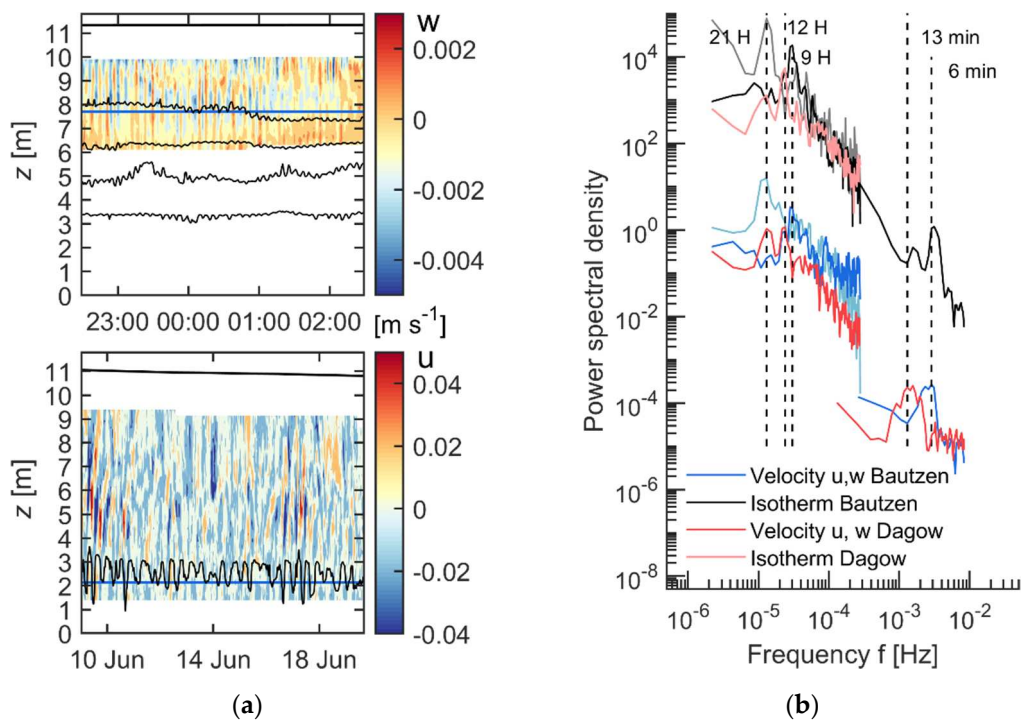 w
z [m]
11
10
9
8
7
6
5
4
3
2
1
0
0.002
0
-0.002
-0.004
23:00 00:00 01:00 02:00
[m s⁻¹]
u
z [m]
11
10
9
8
7
6
5
4
3
2
1
0
0.04
0.02
0
-0.02
-0.04
10 Jun 14 Jun 18 Jun
(a)
Power spectral density
10⁴
10²
10⁰
10⁻²
10⁻⁴
10⁻⁶
10⁻⁸
21 H
12 H
9 H
13 min
6 min
Velocity u,w Bautzen
Isotherm Bautzen
Velocity u, w Dagow
Isotherm Dagow
10⁻⁶ 10⁻⁵ 10⁻⁴ 10⁻³ 10⁻²
Frequency f [Hz]
(b)